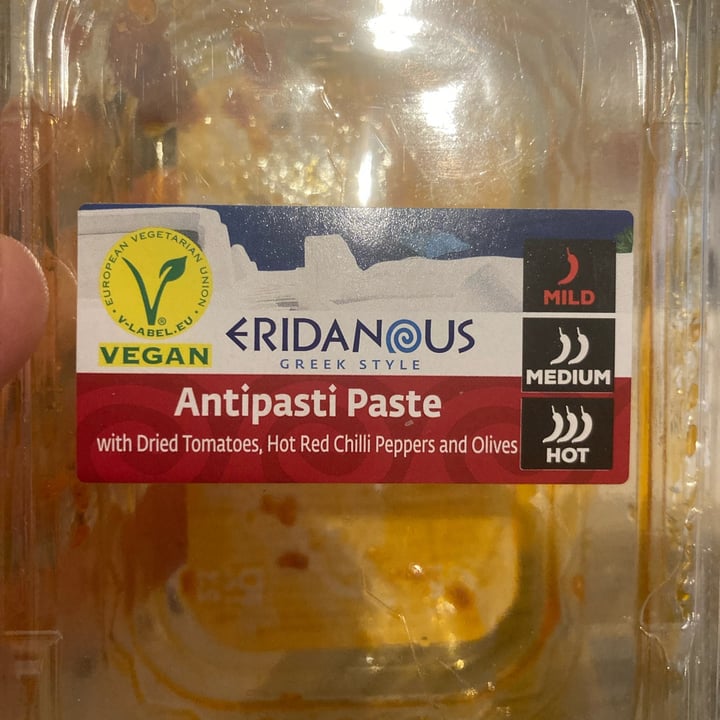 EUROPEAN VEGETARIAN UNION
V-LABEL.EU
®
VEGAN
ERIDANOUS
GREEK STYLE
Antipasti Paste
with Dried Tomatoes, Hot Red Chilli Peppers and Olives
MILD
MEDIUM
HOT